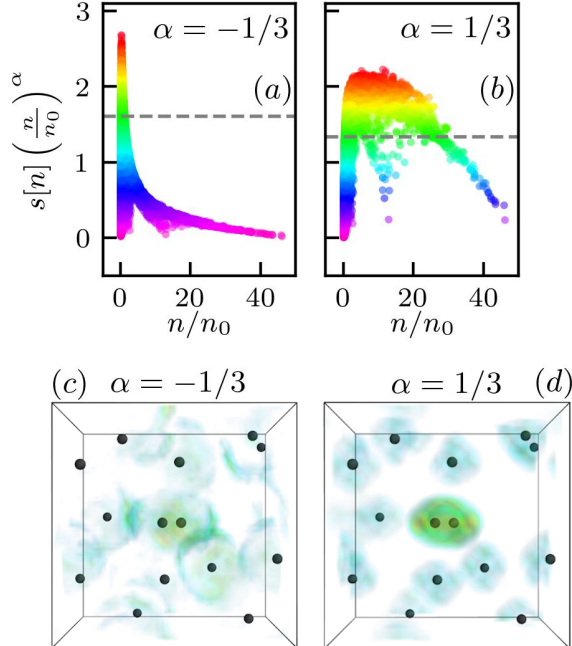 3
2
1
0
s[n] (n/n₀)^α
α = −1/3
(a)
0 20 40
n/n₀
α = 1/3
(b)
0 20 40
n/n₀
(c) α = −1/3
α = 1/3 (d)